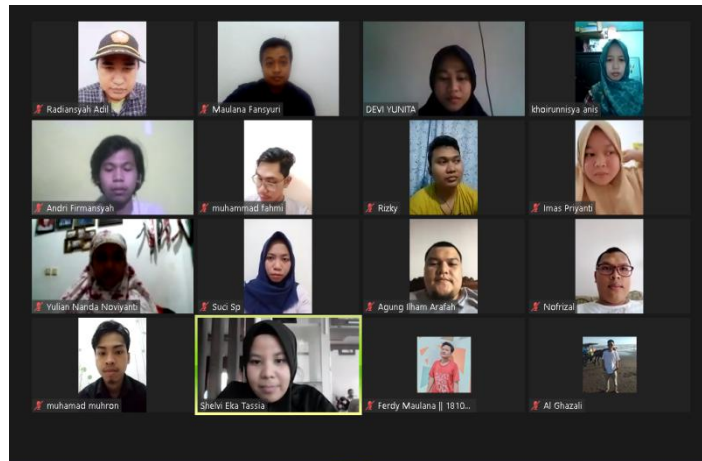 Radiansyah Adil
Maulana Fansyuri
DEVI YUNITA
khoirunnisya anis
Andri Firmansyah
muhammad fahmi
Rizky
Imas Priyanti
Yulian Nanda Noviyanti
Suci Sp
Agung Ilham Arafah
Nofrizal
muhamad muhron
Shelvi Eka Tassia
Ferdy Maulana || 1810...
Al Ghazali